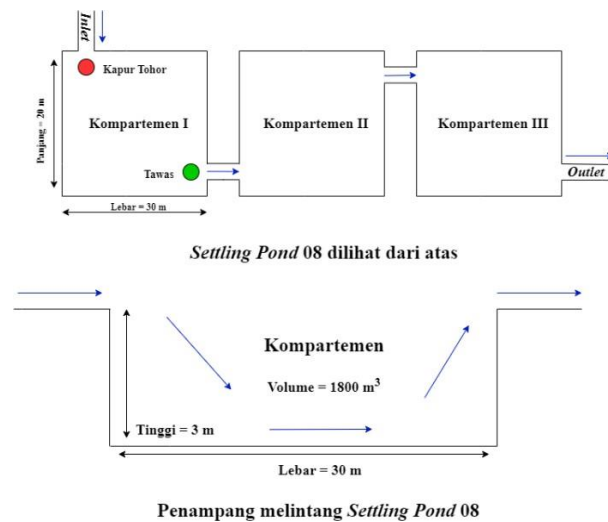 Inlet
Kapur Tohor
Panjang = 20 m
Kompartemen I
Kompartemen II
Kompartemen III
Tawas
Outlet
Lebar = 30 m
Settling Pond 08 dilihat dari atas
Kompartemen
Volume = 1800 m³
Tinggi = 3 m
Lebar = 30 m
Penampang melintang Settling Pond 08